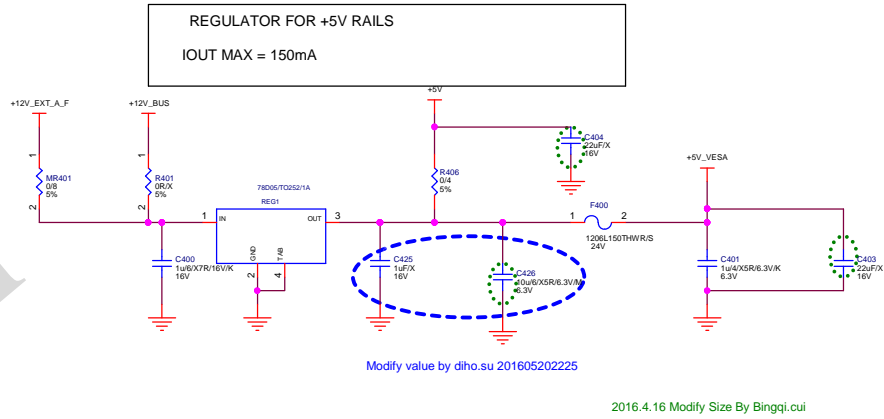 REGULATOR FOR +5V RAILS
IOUT MAX = 150mA
+12V_EXT_A_F
+12V_BUS
+5V
+5V_VESA
1
1
MR401
0/8
5%
2
R401
0R/X
5%
2
78D05/TO252/1A
REG1
1
IN
OUT
3
GND
TAB
2
4
C400
1u/6/X7R/16V/K
16V
R406
0/4
5%
C404
22uF/X
16V
F400
1
2
1206L150THWR/S
24V
C425
1uF/X
16V
C426
10u/6/X5R/6.3V/M
6.3V
C401
1u/4/X5R/6.3V/K
6.3V
C403
22uF/X
16V
Modify value by diho.su 201605202225
2016.4.16 Modify Size By Bingqi.cui